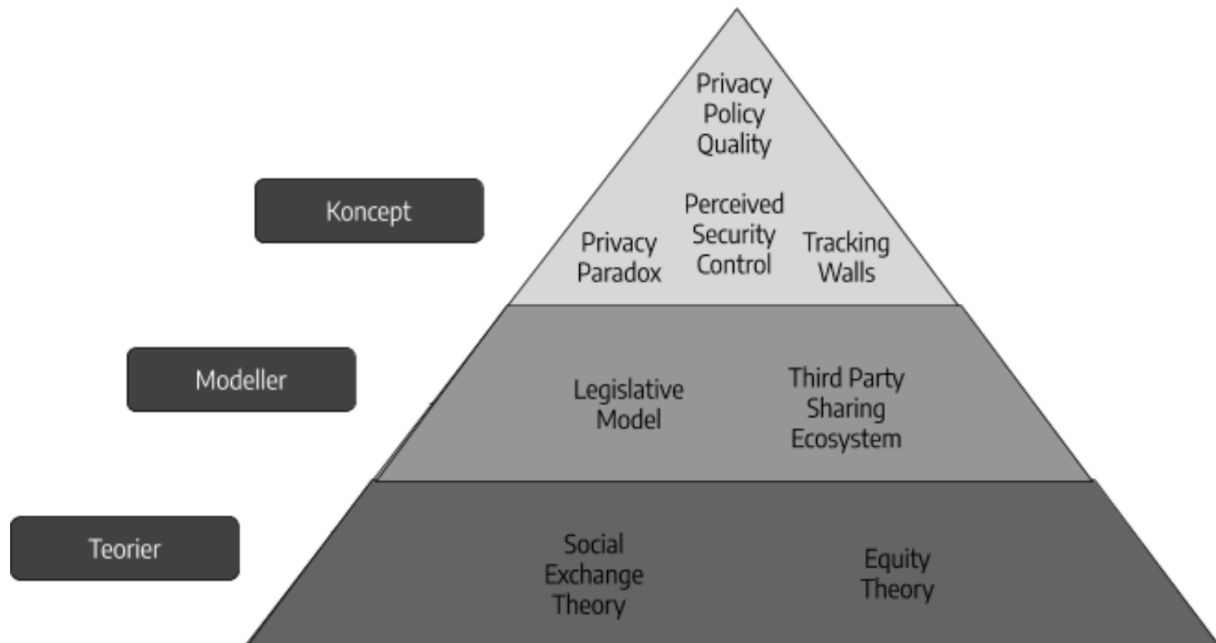 Privacy
Policy
Quality
Koncept
Privacy
Paradox
Perceived
Security
Control
Tracking
Walls
Modeller
Legislative
Model
Third Party
Sharing
Ecosystem
Teorier
Social
Exchange
Theory
Equity
Theory